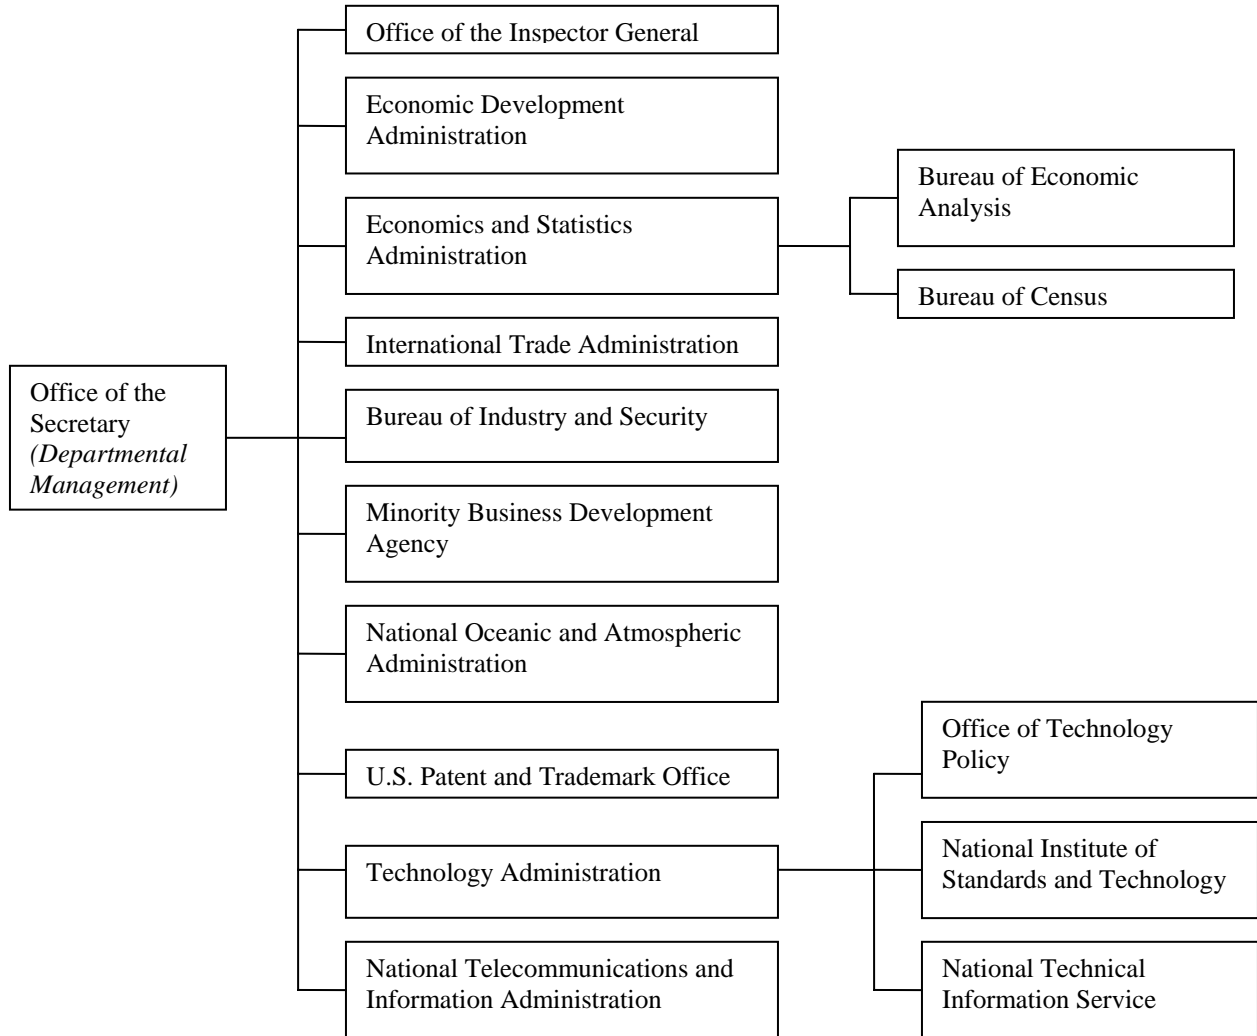 Office of the Inspector General
Economic Development
Administration
Bureau of Economic
Analysis
Economics and Statistics
Administration
Bureau of Census
International Trade Administration
Office of the
Secretary
(Departmental
Management)
Bureau of Industry and Security
Minority Business Development
Agency
National Oceanic and Atmospheric
Administration
Office of Technology
Policy
U.S. Patent and Trademark Office
National Institute of
Standards and Technology
Technology Administration
National Telecommunications and
Information Administration
National Technical
Information Service